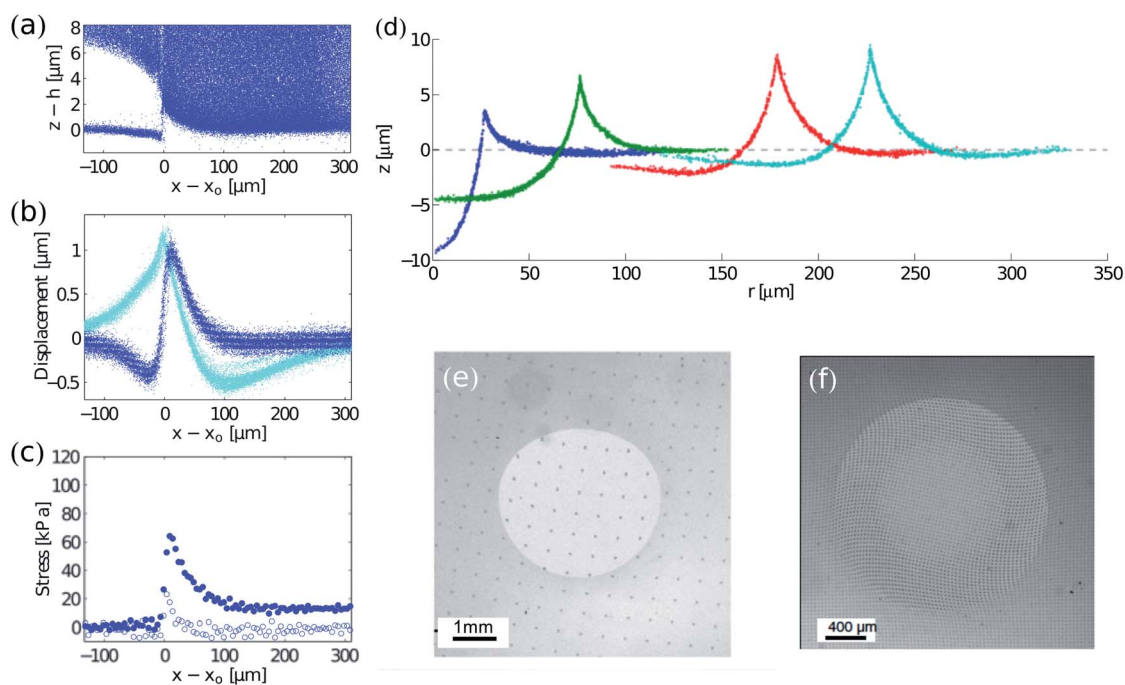 (a)
8
6
4
2
0
z − h [μm]
−100 0 100 200 300
x − xₒ [μm]
(b)
1
0.5
0
−0.5
Displacement [μm]
−100 0 100 200 300
x − xₒ [μm]
(c)
120
100
80
60
40
20
0
Stress [kPa]
−100 0 100 200 300
x − xₒ [μm]
(d)
10
5
0
−5
−10
z [μm]
0 50 100 150 200 250 300 350
r [μm]
(e)
1mm
(f)
400 μm